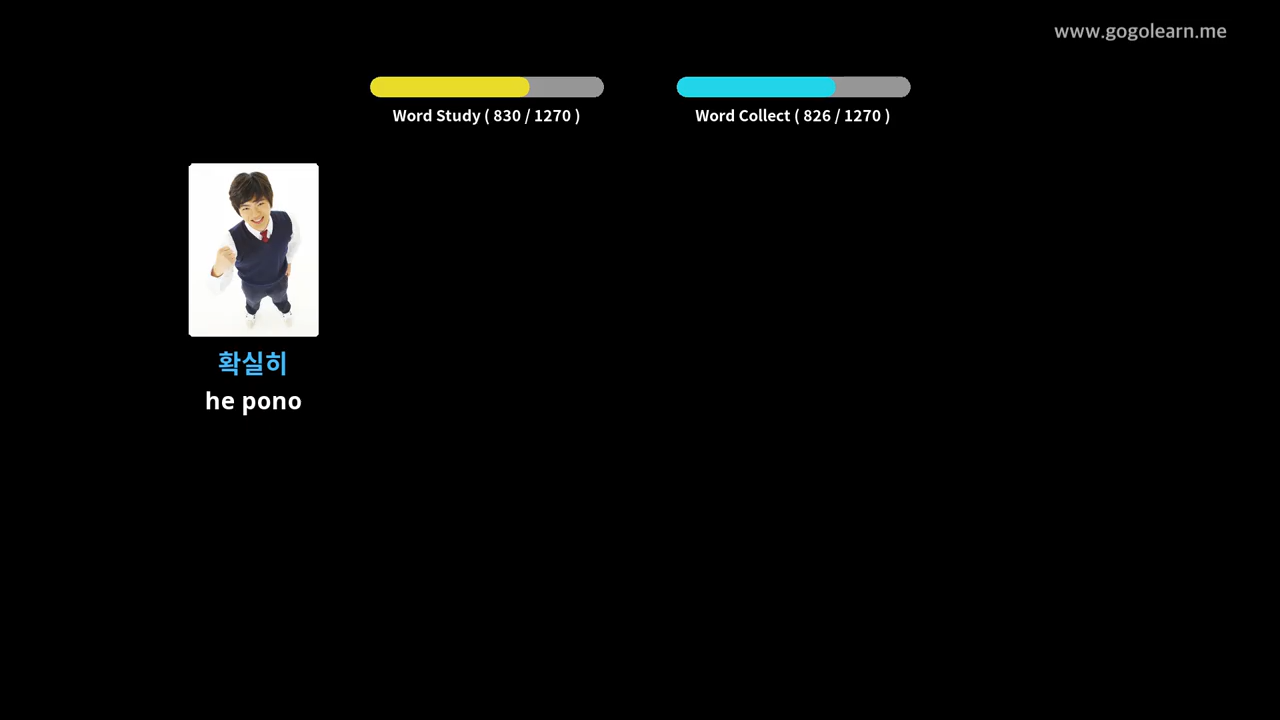 www.gogolearn.me
Word Study ( 830 / 1270 )
Word Collect ( 826 / 1270 )
확실히
he pono